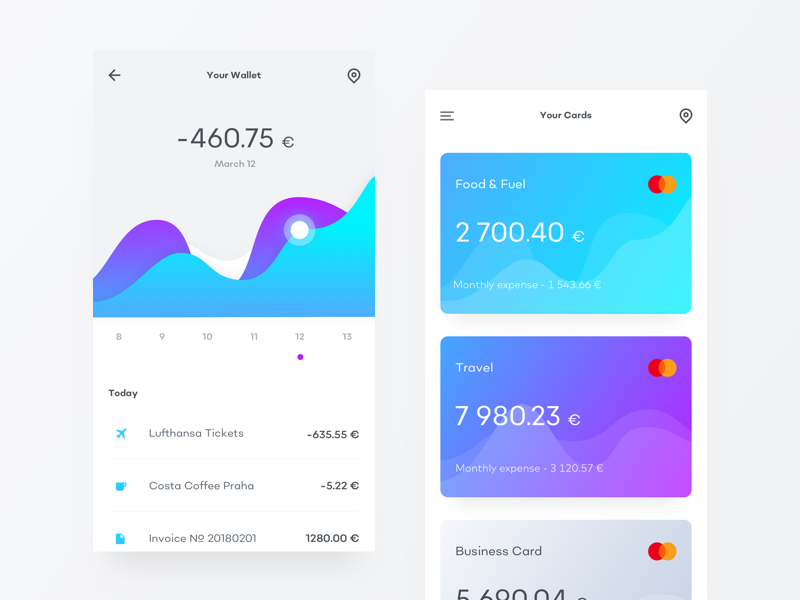 Your Wallet
-460.75 €
March 12
8 9 10 11 12 13
Today
Lufthansa Tickets -635.55 €
Costa Coffee Praha -5.22 €
Invoice № 20180201 1280.00 €
Your Cards
Food & Fuel
2 700.40 €
Monthly expense - 1 543.66 €
Travel
7 980.23 €
Monthly expense - 3 120.57 €
Business Card